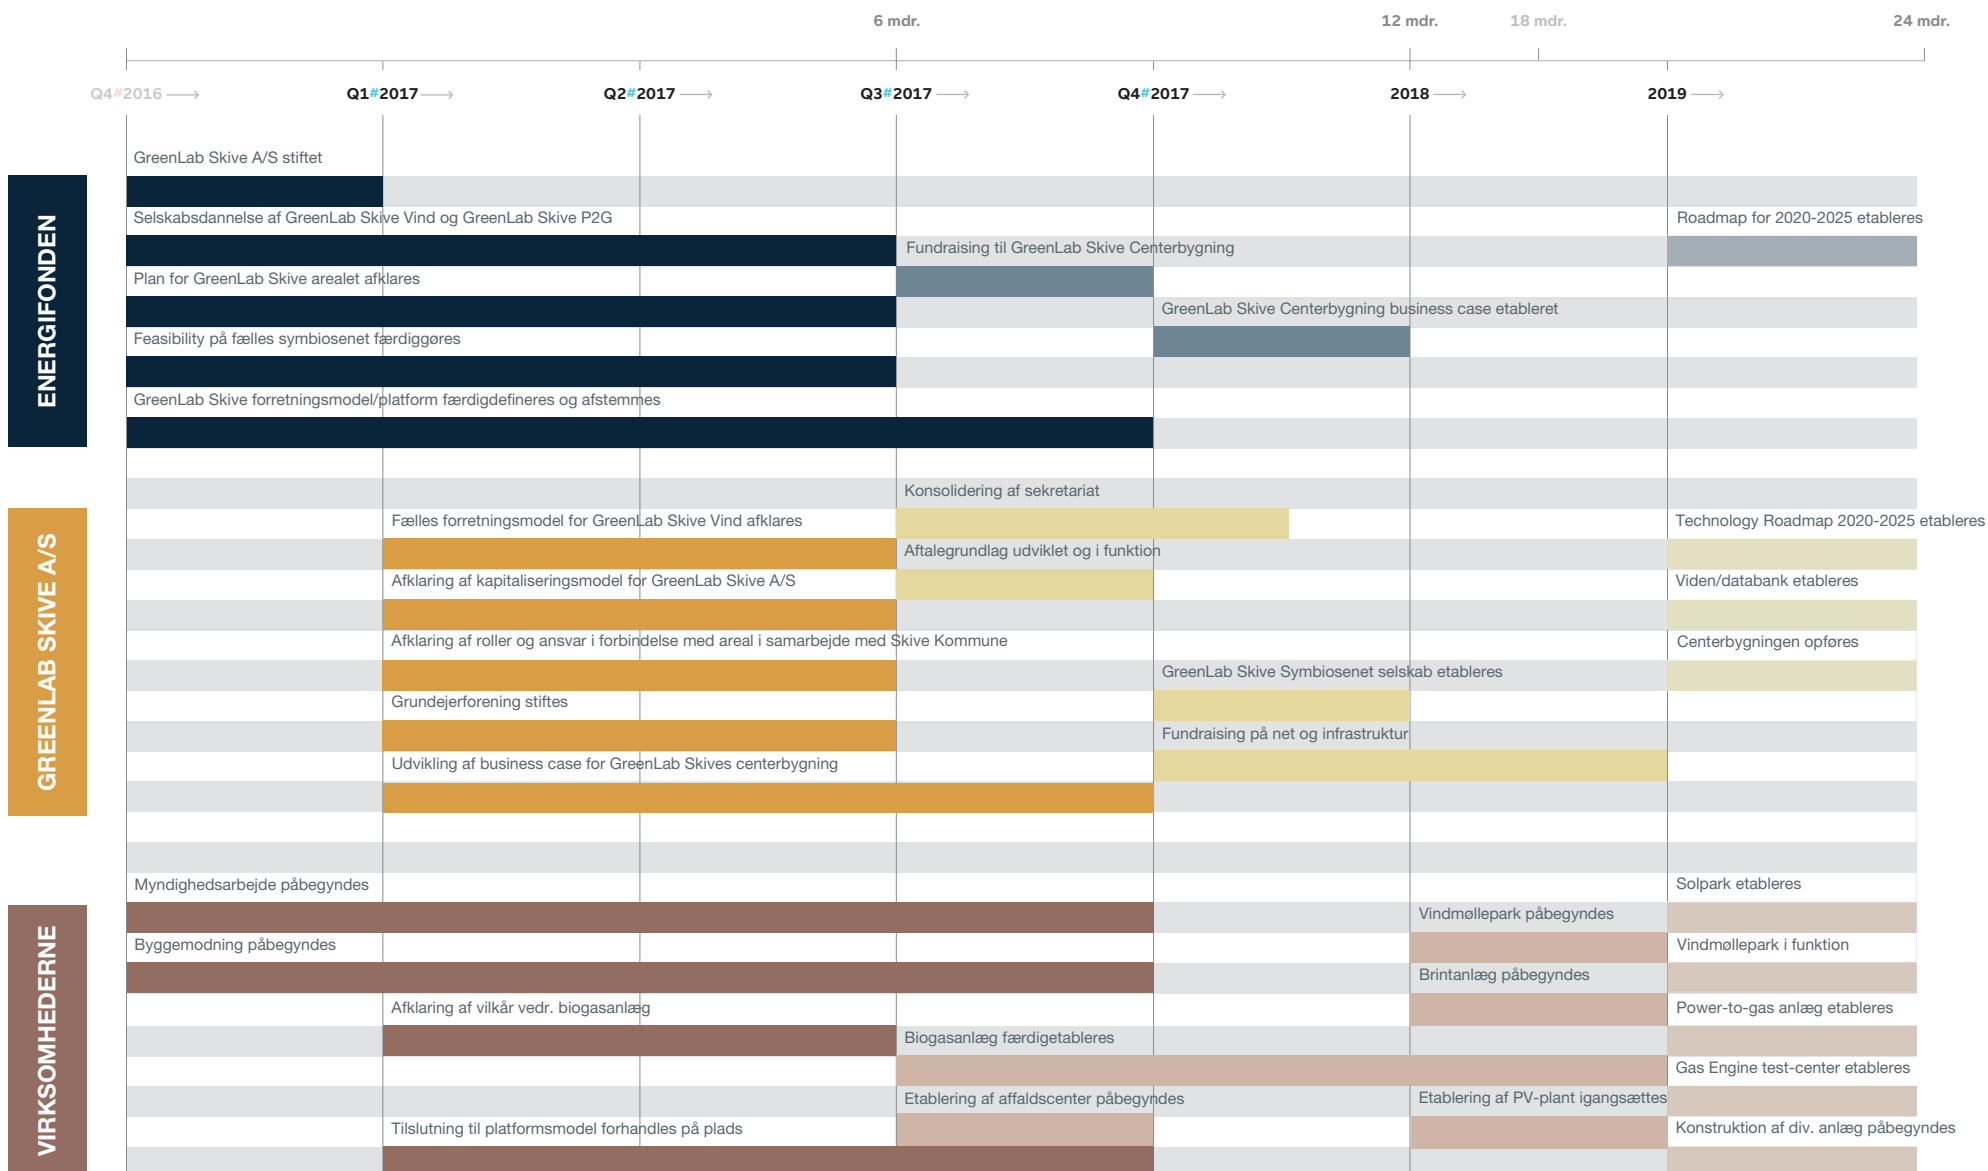 6 mdr. 12 mdr. 18 mdr. 24 mdr.
Q4#2016 Q1#2017 Q2#2017 Q3#2017 Q4#2017 2018 2019
ENERGIFONDEN
GreenLab Skive A/S stiftet
Selskabsdannelse af GreenLab Skive Vind og GreenLab Skive P2G
Roadmap for 2020-2025 etableres
Fundraising til GreenLab Skive Centerbygning
Plan for GreenLab Skive arealet afklares
GreenLab Skive Centerbygning business case etableret
Feasibility på fælles symbiosenet færdiggøres
GreenLab Skive forretningsmodel/platform færdigdefineres og afstemmes
GREENLAB SKIVE A/S
Konsolidering af sekretariat
Fælles forretningsmodel for GreenLab Skive Vind afklares
Technology Roadmap 2020-2025 etableres
Aftalegrundlag udviklet og i funktion
Afklaring af kapitaliseringsmodel for GreenLab Skive A/S
Viden/databank etableres
Afklaring af roller og ansvar i forbindelse med areal i samarbejde med Skive Kommune
Centerbygningen opføres
GreenLab Skive Symbiosenet selskab etableres
Grundejerforening stiftes
Fundraising på net og infrastruktur
Udvikling af business case for GreenLab Skives centerbygning
VIRKSOMHEDERNE
Myndighedsarbejde påbegyndes
Solpark etableres
Vindmøllepark påbegyndes
Byggemodning påbegyndes
Vindmøllepark i funktion
Brintanlæg påbegyndes
Afklaring af vilkår vedr. biogasanlæg
Power-to-gas anlæg etableres
Biogasanlæg færdigetableres
Gas Engine test-center etableres
Etablering af affaldscenter påbegyndes
Etablering af PV-plant igangsættes
Tilslutning til platformsmodel forhandles på plads
Konstruktion af div. anlæg påbegyndes